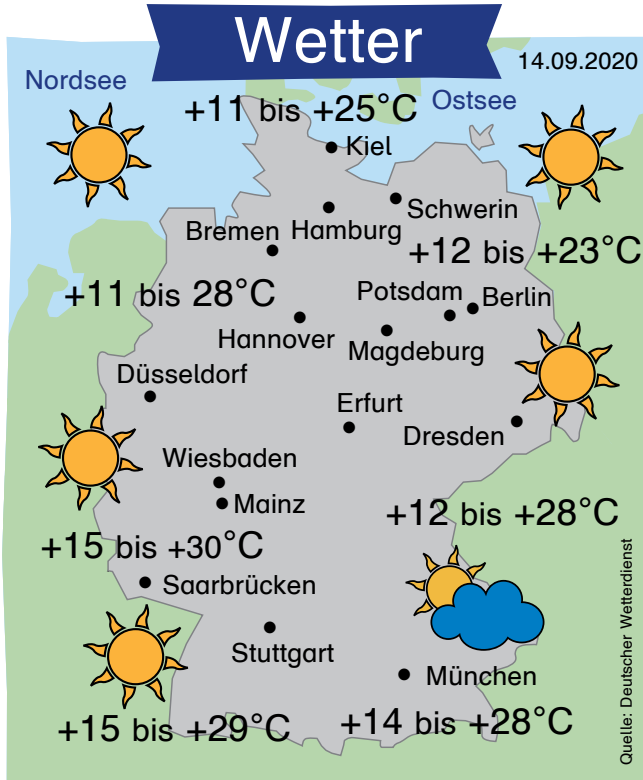 Wetter
14.09.2020
Nordsee
Ostsee
+11 bis +25°C
Kiel
Schwerin
Bremen
Hamburg
+12 bis +23°C
+11 bis 28°C
Potsdam
Berlin
Hannover
Magdeburg
Düsseldorf
Erfurt
Dresden
Wiesbaden
Mainz
+12 bis +28°C
+15 bis +30°C
Saarbrücken
Stuttgart
München
+15 bis +29°C
+14 bis +28°C
Quelle: Deutscher Wetterdienst